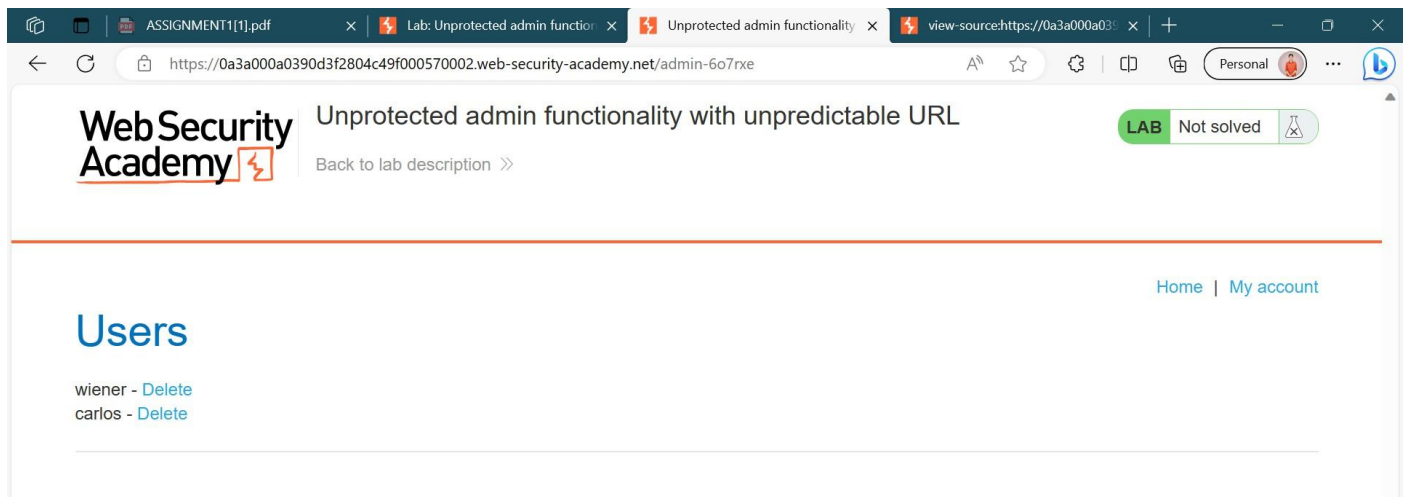 ASSIGNMENT1[1].pdf
Lab: Unprotected admin function
Unprotected admin functionality
view-source:https://0a3a000a039
https://0a3a000a0390d3f2804c49f000570002.web-security-academy.net/admin-6o7rxe
Personal
Web Security
Academy
Unprotected admin functionality with unpredictable URL
Back to lab description
LAB Not solved
Home | My account
Users
wiener - Delete
carlos - Delete